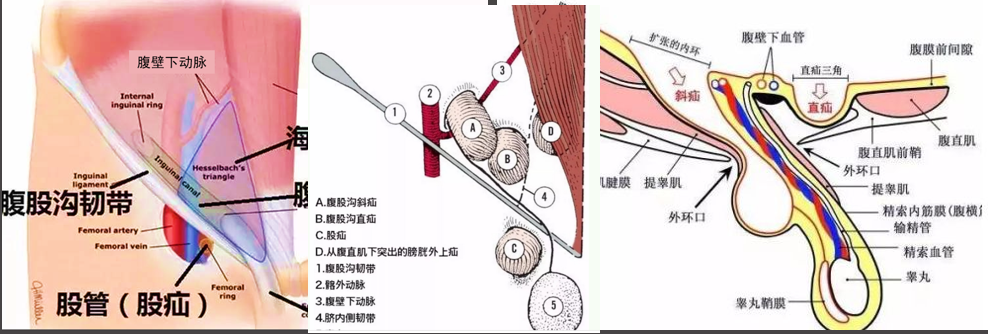 腹壁下动脉
Internal
inguinal ring
Hesselbach's
triangle
Inguinal canal
Inguinal
ligament
腹股沟韧带
Femoral artery
Femoral vein
Femoral
ring
股管（股疝）
海
腹
1
2
3
A
B
D
4
C
5
A.腹股沟斜疝
B.腹股沟直疝
C.股疝
D.从腹直肌下突出的膀胱外上疝
1.腹股沟韧带
2.髂外动脉
3.腹壁下动脉
4.脐内侧韧带
扩张的内环
腹壁下血管
腹膜前间隙
直疝三角
斜疝
直疝
腹直肌
腹直肌前鞘
外环口
提睾肌
腱膜
提睾肌
外环口
精索内筋膜(腹横
输精管
精索血管
睾丸
睾丸鞘膜